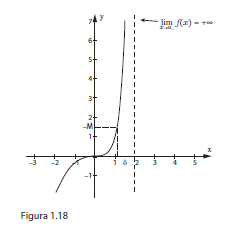 y
lim f(x) = +∞
7
6
5
4
3
2
M
1
x
-3 -2 -1 1 δ 2 3 4 5
-1
Figura 1.18